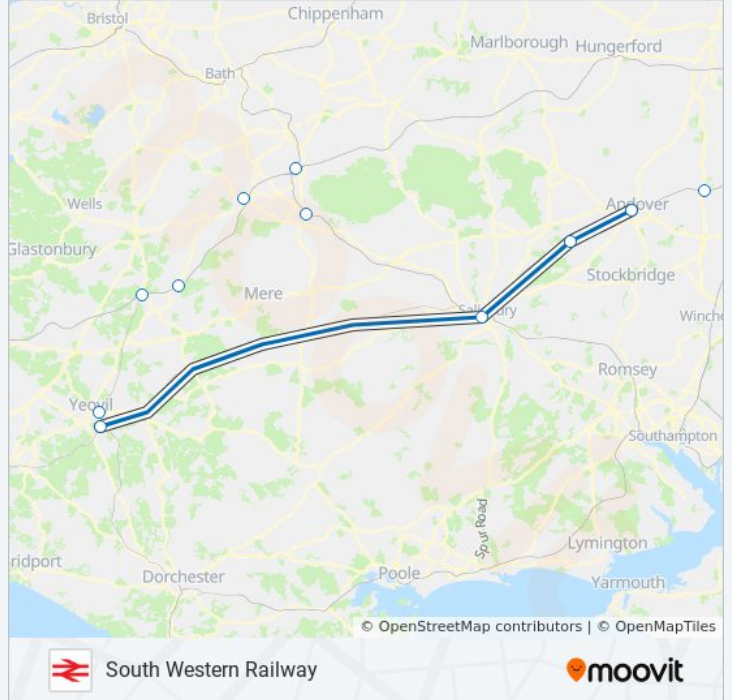 Bristol
Chippenham
Marlborough
Hungerford
Bath
Wells
Andover
Glastonbury
Stockbridge
Mere
Winch
Romsey
Yeovil
Southampton
Spur Road
Lymington
ridport
Dorchester
Poole
Yarmouth
© OpenStreetMap contributors | © OpenMapTiles
South Western Railway
moovit